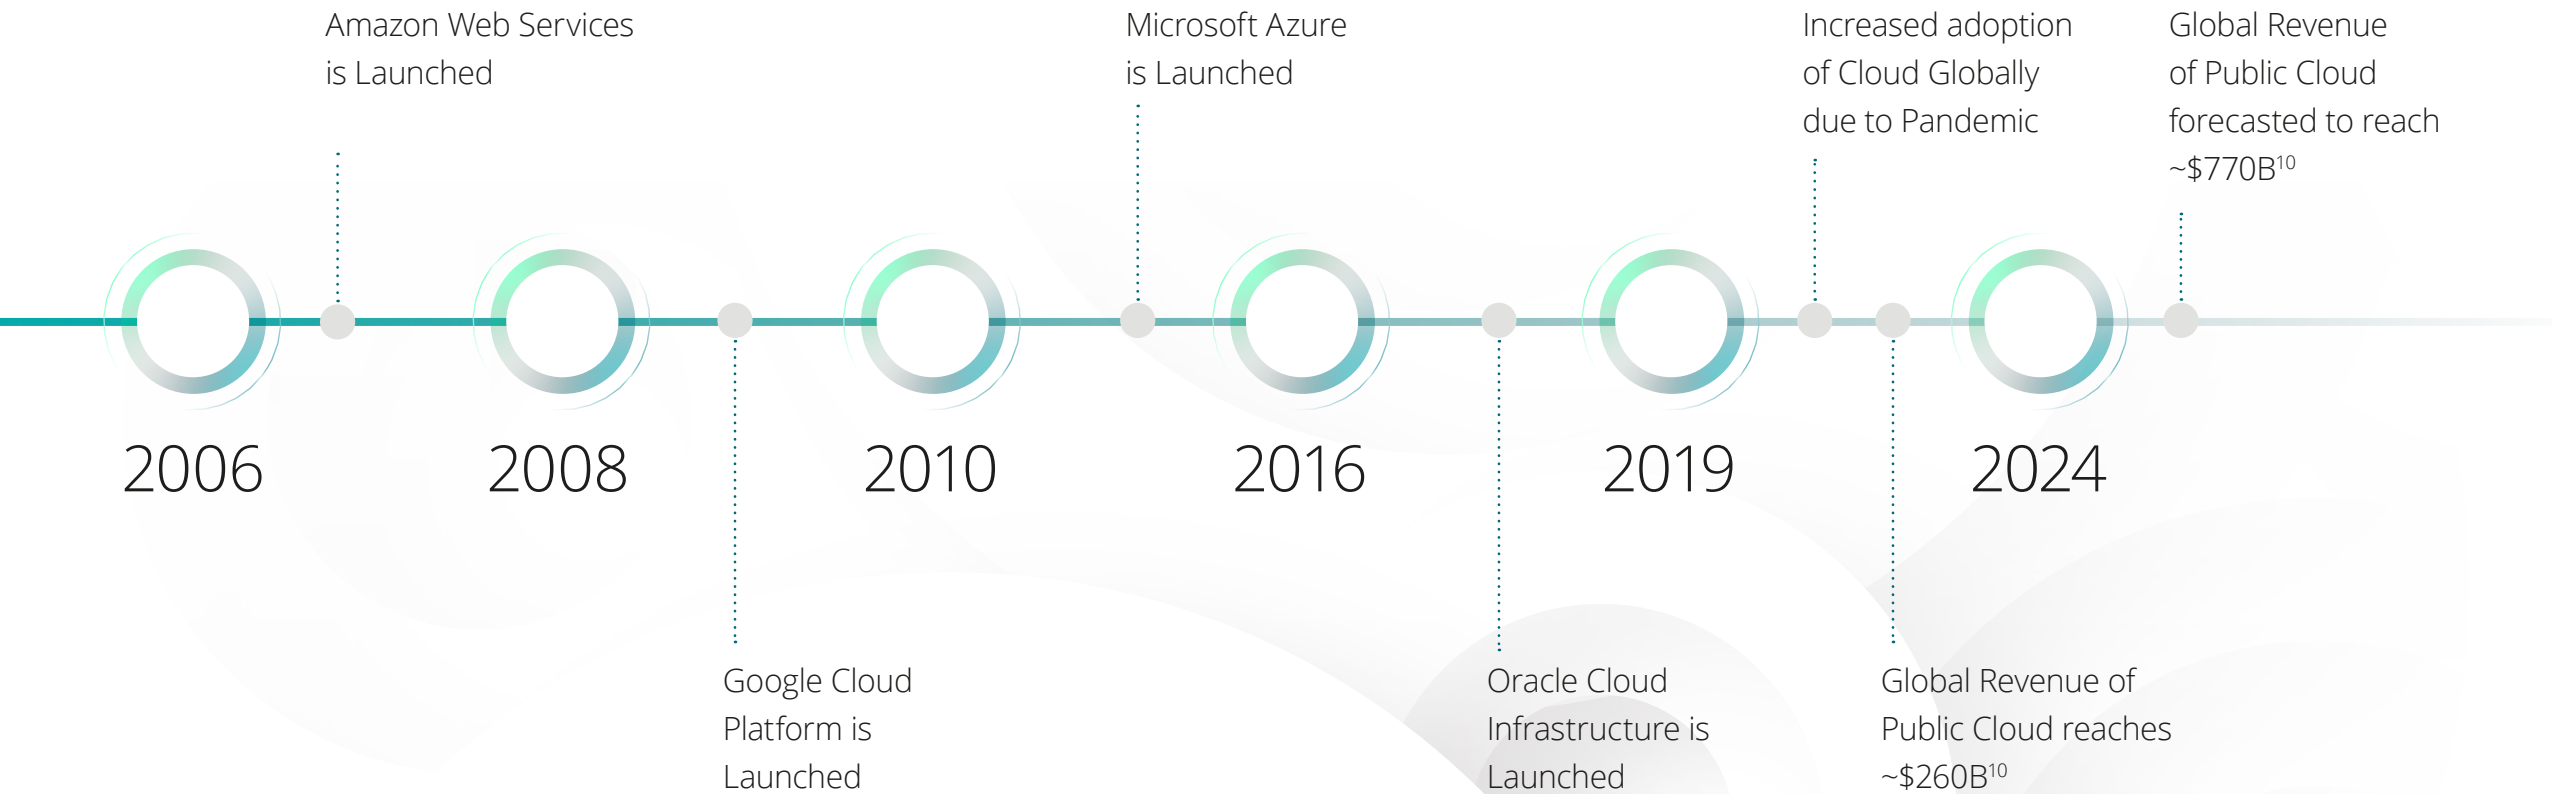 Amazon Web Services
is Launched
Microsoft Azure
is Launched
Increased adoption
of Cloud Globally
due to Pandemic
Global Revenue
of Public Cloud
forecasted to reach
~$770B¹⁰
2006
2008
2010
2016
2019
2024
Google Cloud
Platform is
Launched
Oracle Cloud
Infrastructure is
Launched
Global Revenue of
Public Cloud reaches
~$260B¹⁰